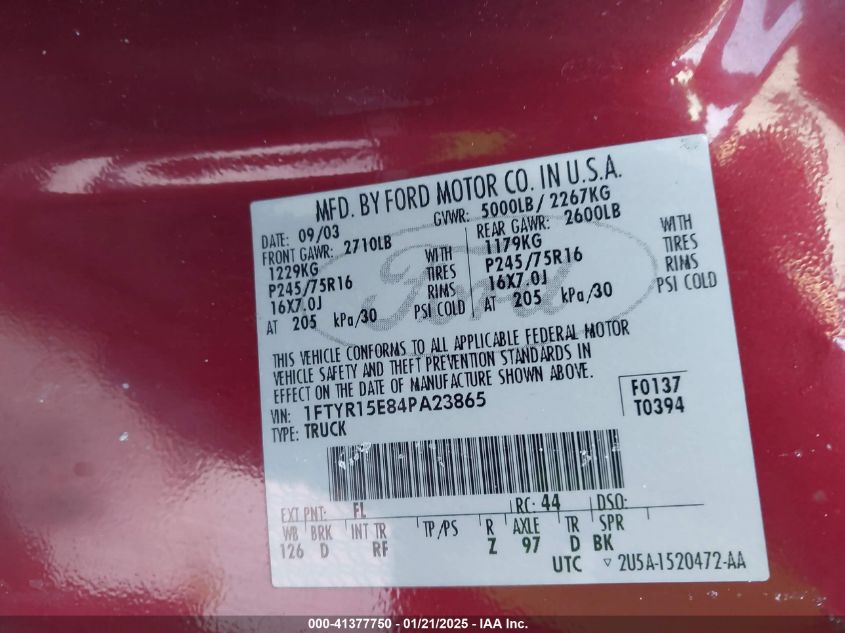 MFD. BY FORD MOTOR CO. IN U.S.A.
DATE: 09/03 GVWR: 5000LB/ 2267KG
FRONT GAWR: 2710LB REAR GAWR: 2600LB
1229KG WITH 1179KG WITH
P245/75R16 TIRES P245/75R16 TIRES
16X7.0J RIMS 16X7.0J RIMS
AT 205 kPa/30 PSI COLD AT 205 kPa/30 PSI COLD
Ford
THIS VEHICLE CONFORMS TO ALL APPLICABLE FEDERAL MOTOR
VEHICLE SAFETY AND THEFT PREVENTION STANDARDS IN
EFFECT ON THE DATE OF MANUFACTURE SHOWN ABOVE.
VIN: 1FTYR15E84PA23865 F0137
TYPE: TRUCK T0394
EXT PNT: FL RC: 44 DSO:
WB BRK INT TR TP/PS R AXLE TR SPR
126 D RF Z 97 D BK
UTC ▽ 2U5A-1520472-AA
000-41377750 - 01/21/2025 - IAA Inc.